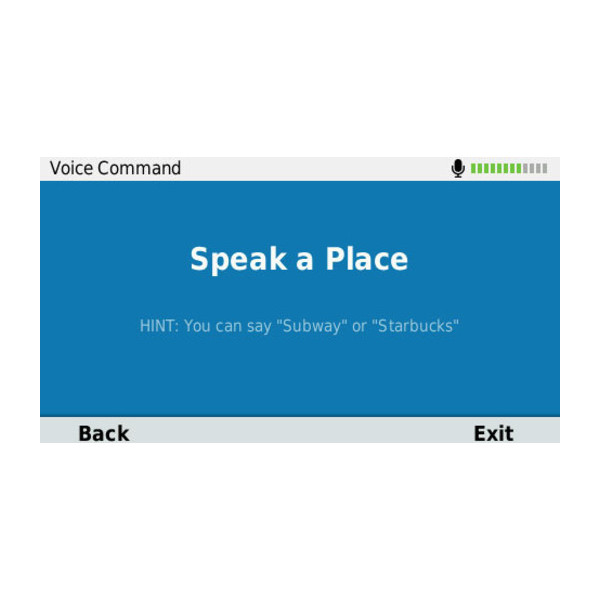 Voice Command
Speak a Place
HINT: You can say "Subway" or "Starbucks"
Back
Exit